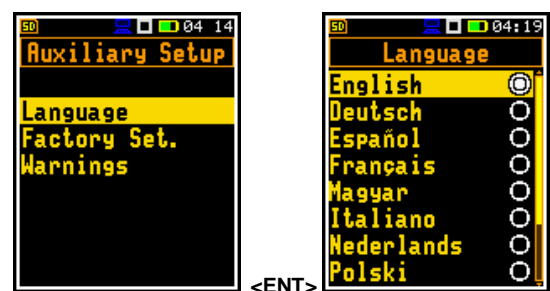 SD 04 14
Auxiliary Setup
Language
Factory Set.
Warnings
<ENT>
SD 04:19
Language
English
Deutsch
Español
Français
Magyar
Italiano
Nederlands
Polski